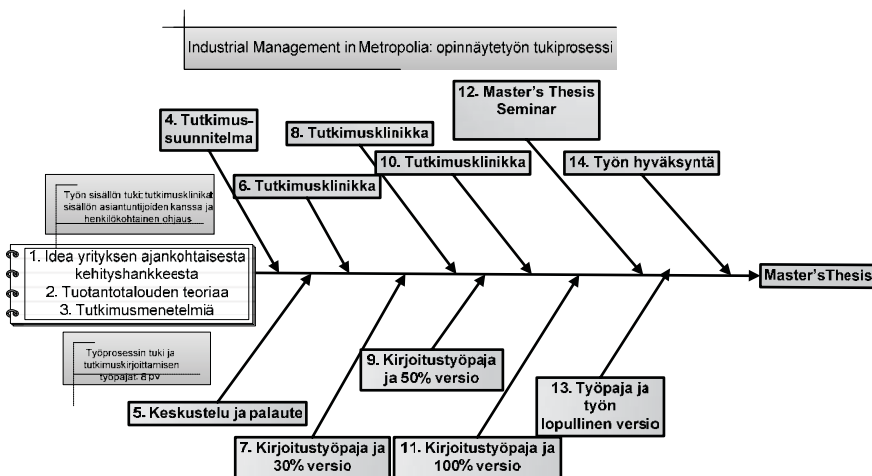 Industrial Management in Metropolia: opinnäytetyön tukiprosessi
12. Master's Thesis
Seminar
4. Tutkimus-
suunnitelma
8. Tutkimusklinikka
10. Tutkimusklinikka
14. Työn hyväksyntä
6. Tutkimusklinikka
Työn sisällön tuki: tutkimusklinikat
sisällön asiantuntijoiden kanssa ja
henkilökohtainen ohjaus
1. Idea yrityksen ajankohtaisesta
kehityshankkeesta
2. Tuotantotalouden teoriaa
3. Tutkimusmenetelmiä
Master'sThesis
Työprosessin tuki ja
tutkimuskirjoittamisen
työpajat: 8 pv
9. Kirjoitustyöpaja
ja 50% versio
13. Työpaja ja
työn
lopullinen versio
5. Keskustelu ja palaute
7. Kirjoitustyöpaja ja
30% versio
11. Kirjoitustyöpaja ja
100% versio